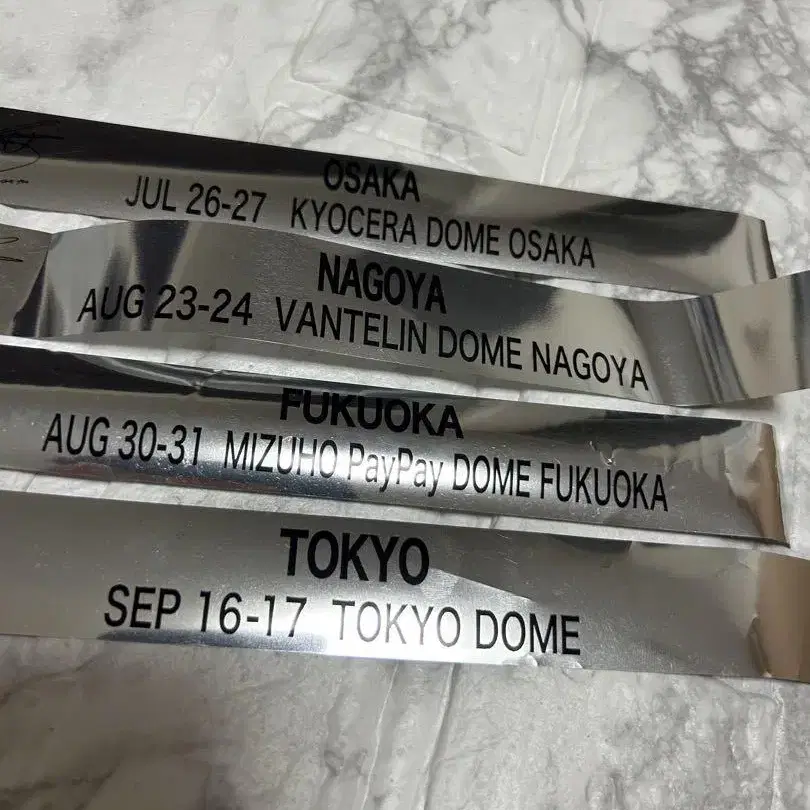 OSAKA
JUL 26-27 KYOCERA DOME OSAKA
NAGOYA
AUG 23-24 VANTELIN DOME NAGOYA
FUKUOKA
AUG 30-31 MIZUHO PayPay DOME FUKUOKA
TOKYO
SEP 16-17 TOKYO DOME